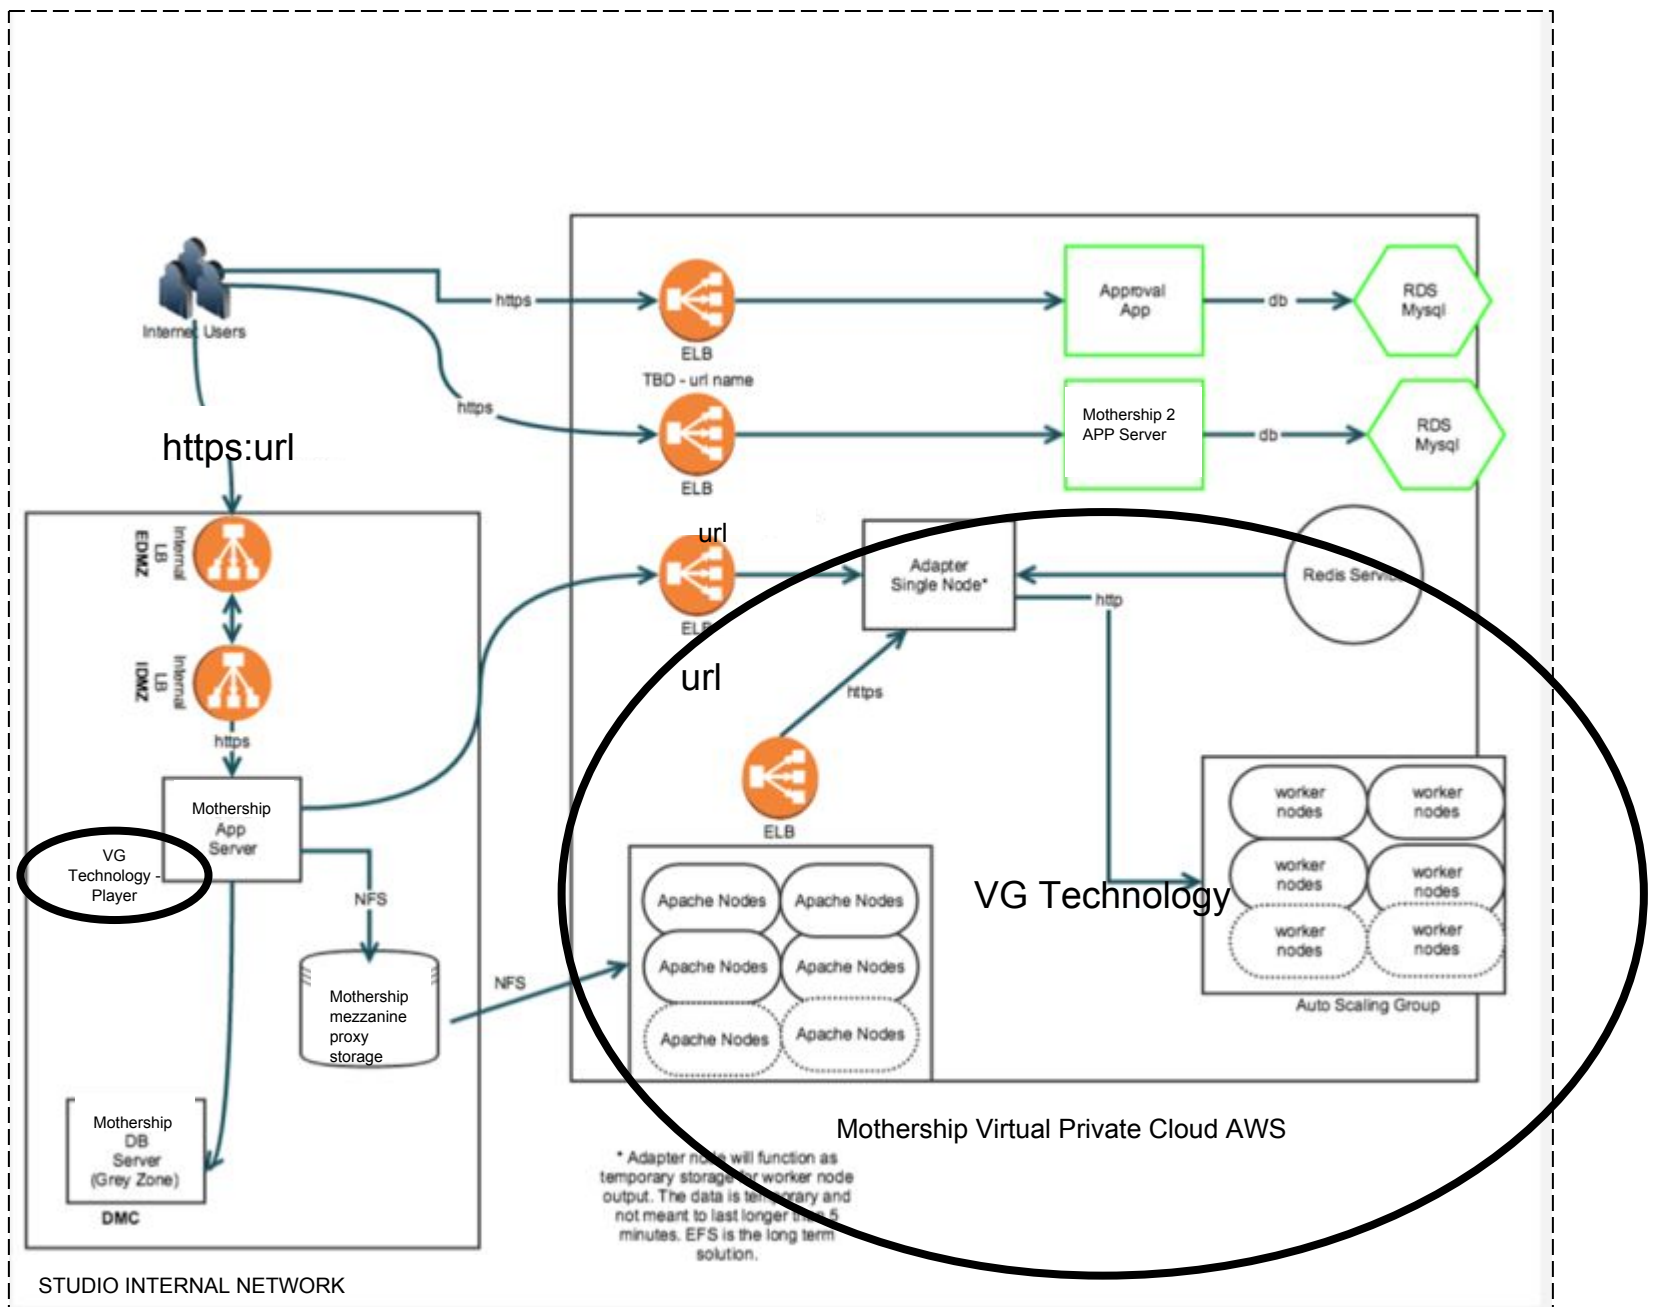 Internet Users
https
https
https:url
ELB
TBD - url name
ELB
Approval
App
db
RDS
Mysql
Mothership 2
APP Server
db
RDS
Mysql
Internal
LB
EDMZ
Internal
LB
IDMZ
https
Mothership
App
Server
VG
Technology -
Player
NFS
Mothership
mezzanine
proxy
storage
NFS
Mothership
DB
Server
(Grey Zone)
DMC
STUDIO INTERNAL NETWORK
url
ELB
Adapter
Single Node*
Redis Service
http
url
https
ELB
Apache Nodes
Apache Nodes
Apache Nodes
Apache Nodes
Apache Nodes
Apache Nodes
VG Technology
worker
nodes
worker
nodes
worker
nodes
worker
nodes
worker
nodes
worker
nodes
Auto Scaling Group
Mothership Virtual Private Cloud AWS
* Adapter node will function as
temporary storage for worker node
output. The data is temporary and
not meant to last longer than 5
minutes. EFS is the long term
solution.